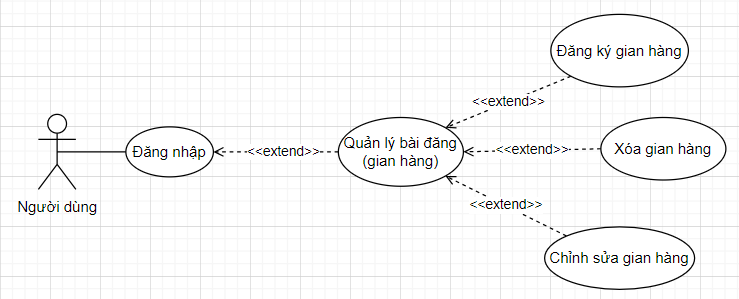 Đăng ký gian hàng
<<extend>>
Đăng nhập
<<extend>>
Quản lý bài đăng
(gian hàng)
<<extend>>
Xóa gian hàng
Người dùng
<<extend>>
Chỉnh sửa gian hàng